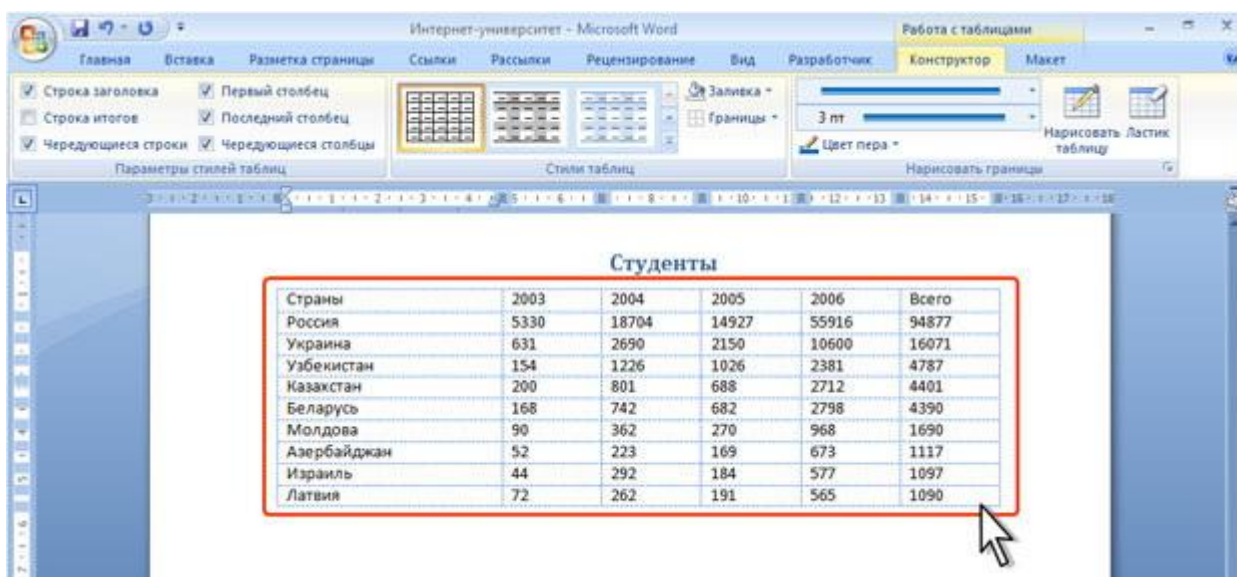 Интернет-университет - Microsoft Word Работа с таблицами
Главная Вставка Разметка страницы Ссылки Рассылки Рецензирование Вид Разработчик Конструктор Макет
Строка заголовка Первый столбец Заливка
Строка итогов Последний столбец Границы 3 пт Нарисовать таблицу Ластик
Чередующиеся строки Чередующиеся столбцы Цвет пера
Параметры стилей таблиц Стили таблиц Нарисовать границы
Студенты
Страны 2003 2004 2005 2006 Всего
Россия 5330 18704 14927 55916 94877
Украина 631 2690 2150 10600 16071
Узбекистан 154 1226 1026 2381 4787
Казахстан 200 801 688 2712 4401
Беларусь 168 742 682 2798 4390
Молдова 90 362 270 968 1690
Азербайджан 52 223 169 673 1117
Израиль 44 292 184 577 1097
Латвия 72 262 191 565 1090